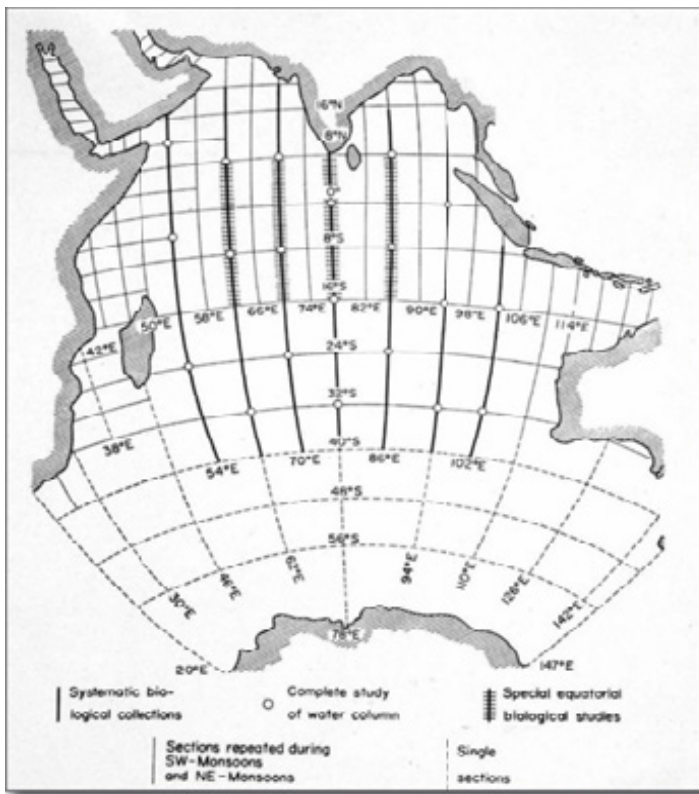 16°N
8°N
0°
8°S
16°S
50°E 58°E 66°E 74°E 82°E 90°E 98°E 106°E 114°E
42°E
24°S
32°S
38°E
40°S
54°E 70°E 86°E 102°E
48°S
56°S
30°E 46°E 62°E 94°E 110°E 126°E 142°E
78°E
20°E 147°E
Systematic bio-
logical collections
Complete study
of water column
Special equatorial
biological studies
Sections repeated during
SW-Monsoons
and NE-Monsoons
Single
sections